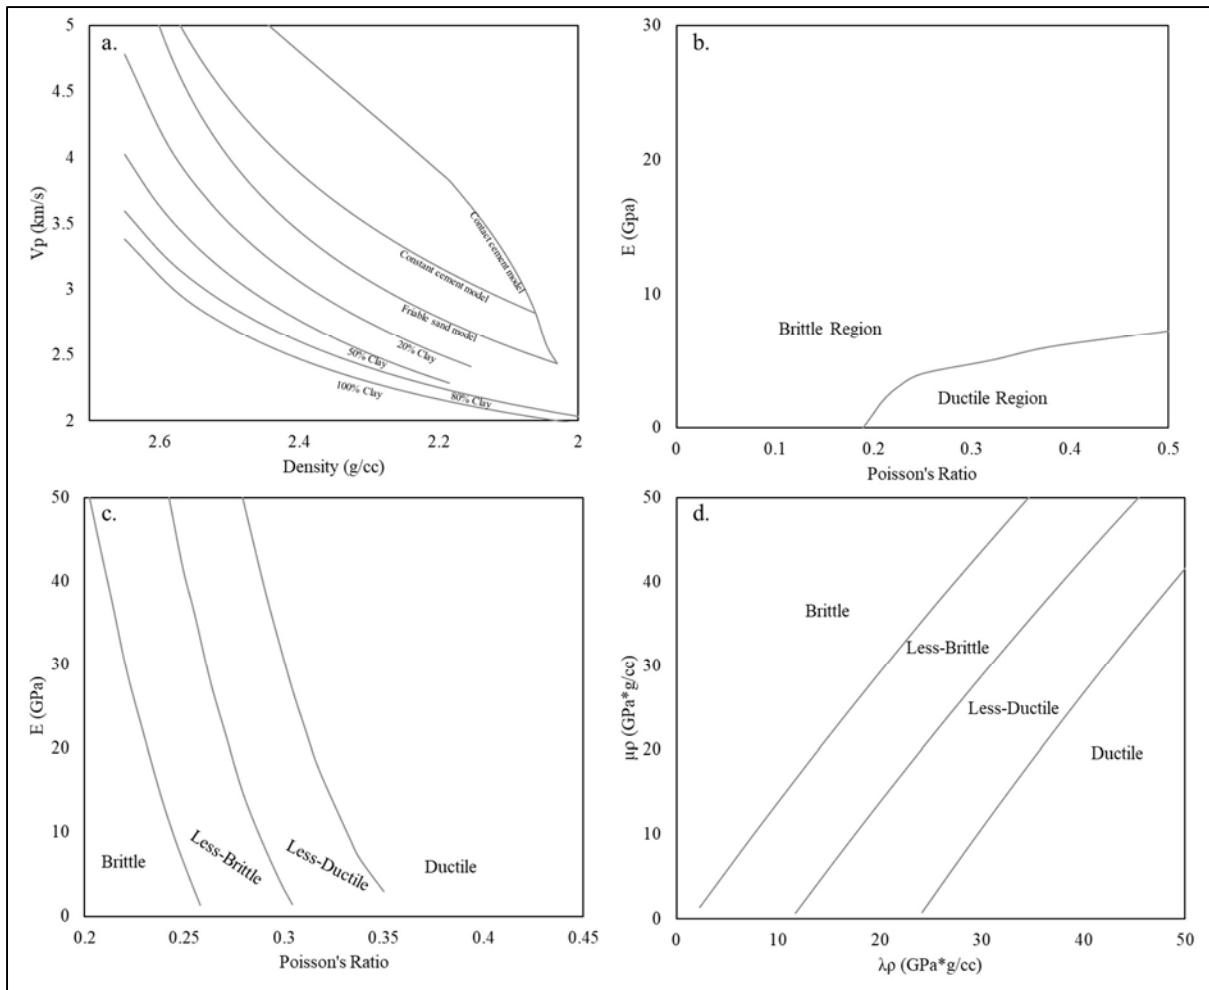 a.
5
4.5
4
3.5
3
2.5
2
Vp (km/s)
2.6
2.4
2.2
2
Density (g/cc)
Contact cement model
Constant cement model
Friable sand model
20% Clay
50% Clay
80% Clay
100% Clay
b.
30
20
10
0
E (Gpa)
Brittle Region
Ductile Region
0
0.1
0.2
0.3
0.4
0.5
Poisson's Ratio
c.
50
40
30
20
10
0
E (GPa)
Brittle
Less-Brittle
Less-Ductile
Ductile
0.2
0.25
0.3
0.35
0.4
0.45
Poisson's Ratio
d.
50
40
30
20
10
0
μρ (GPa*g/cc)
Brittle
Less-Brittle
Less-Ductile
Ductile
0
10
20
30
40
50
λρ (GPa*g/cc)